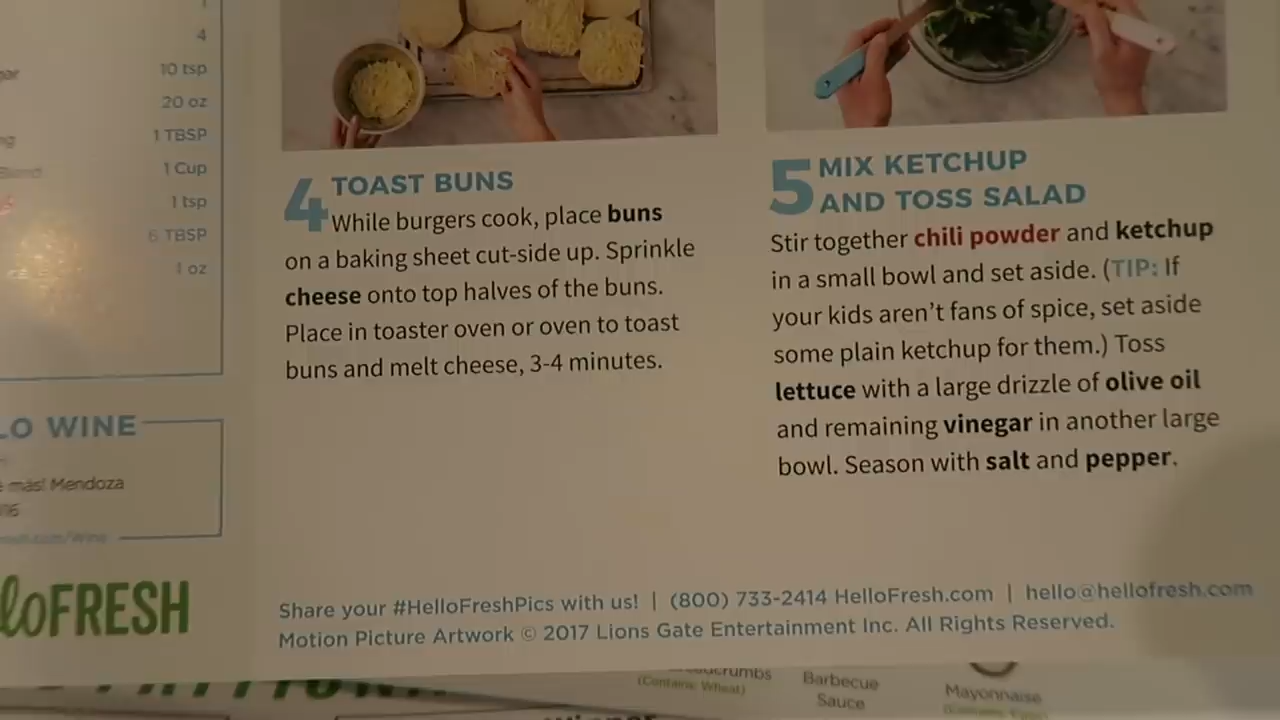 4
10 tsp
20 oz
1 TBSP
1 Cup
1 tsp
6 TBSP
1 oz
LO WINE
más! Mendoza
loFRESH
4 TOAST BUNS
While burgers cook, place buns
on a baking sheet cut-side up. Sprinkle
cheese onto top halves of the buns.
Place in toaster oven or oven to toast
buns and melt cheese, 3-4 minutes.
5 MIX KETCHUP
AND TOSS SALAD
Stir together chili powder and ketchup
in a small bowl and set aside. (TIP: If
your kids aren't fans of spice, set aside
some plain ketchup for them.) Toss
lettuce with a large drizzle of olive oil
and remaining vinegar in another large
bowl. Season with salt and pepper.
Share your #HelloFreshPics with us! | (800) 733-2414 HelloFresh.com | hello@hellofresh.com
Motion Picture Artwork © 2017 Lions Gate Entertainment Inc. All Rights Reserved.
(Contains: Wheat)
Barbecue
Sauce
Mayonnaise